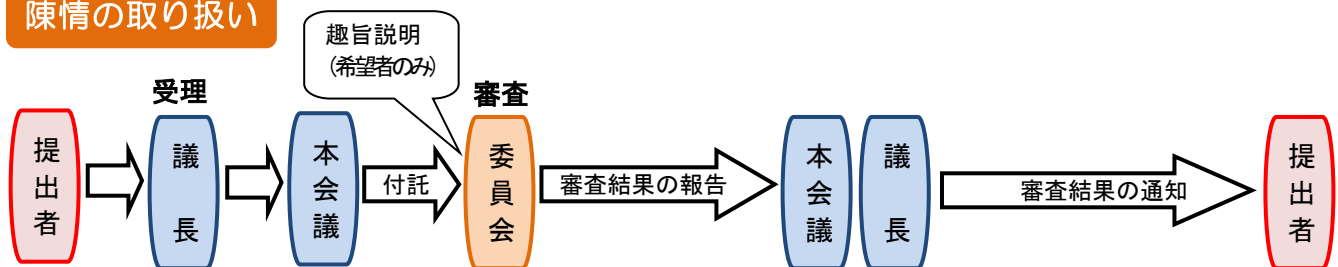 陳情の取り扱い
趣旨説明
（希望者のみ）
受理
審査
提出者
議長
本会議
付託
委員会
審査結果の報告
本会議
議長
審査結果の通知
提出者